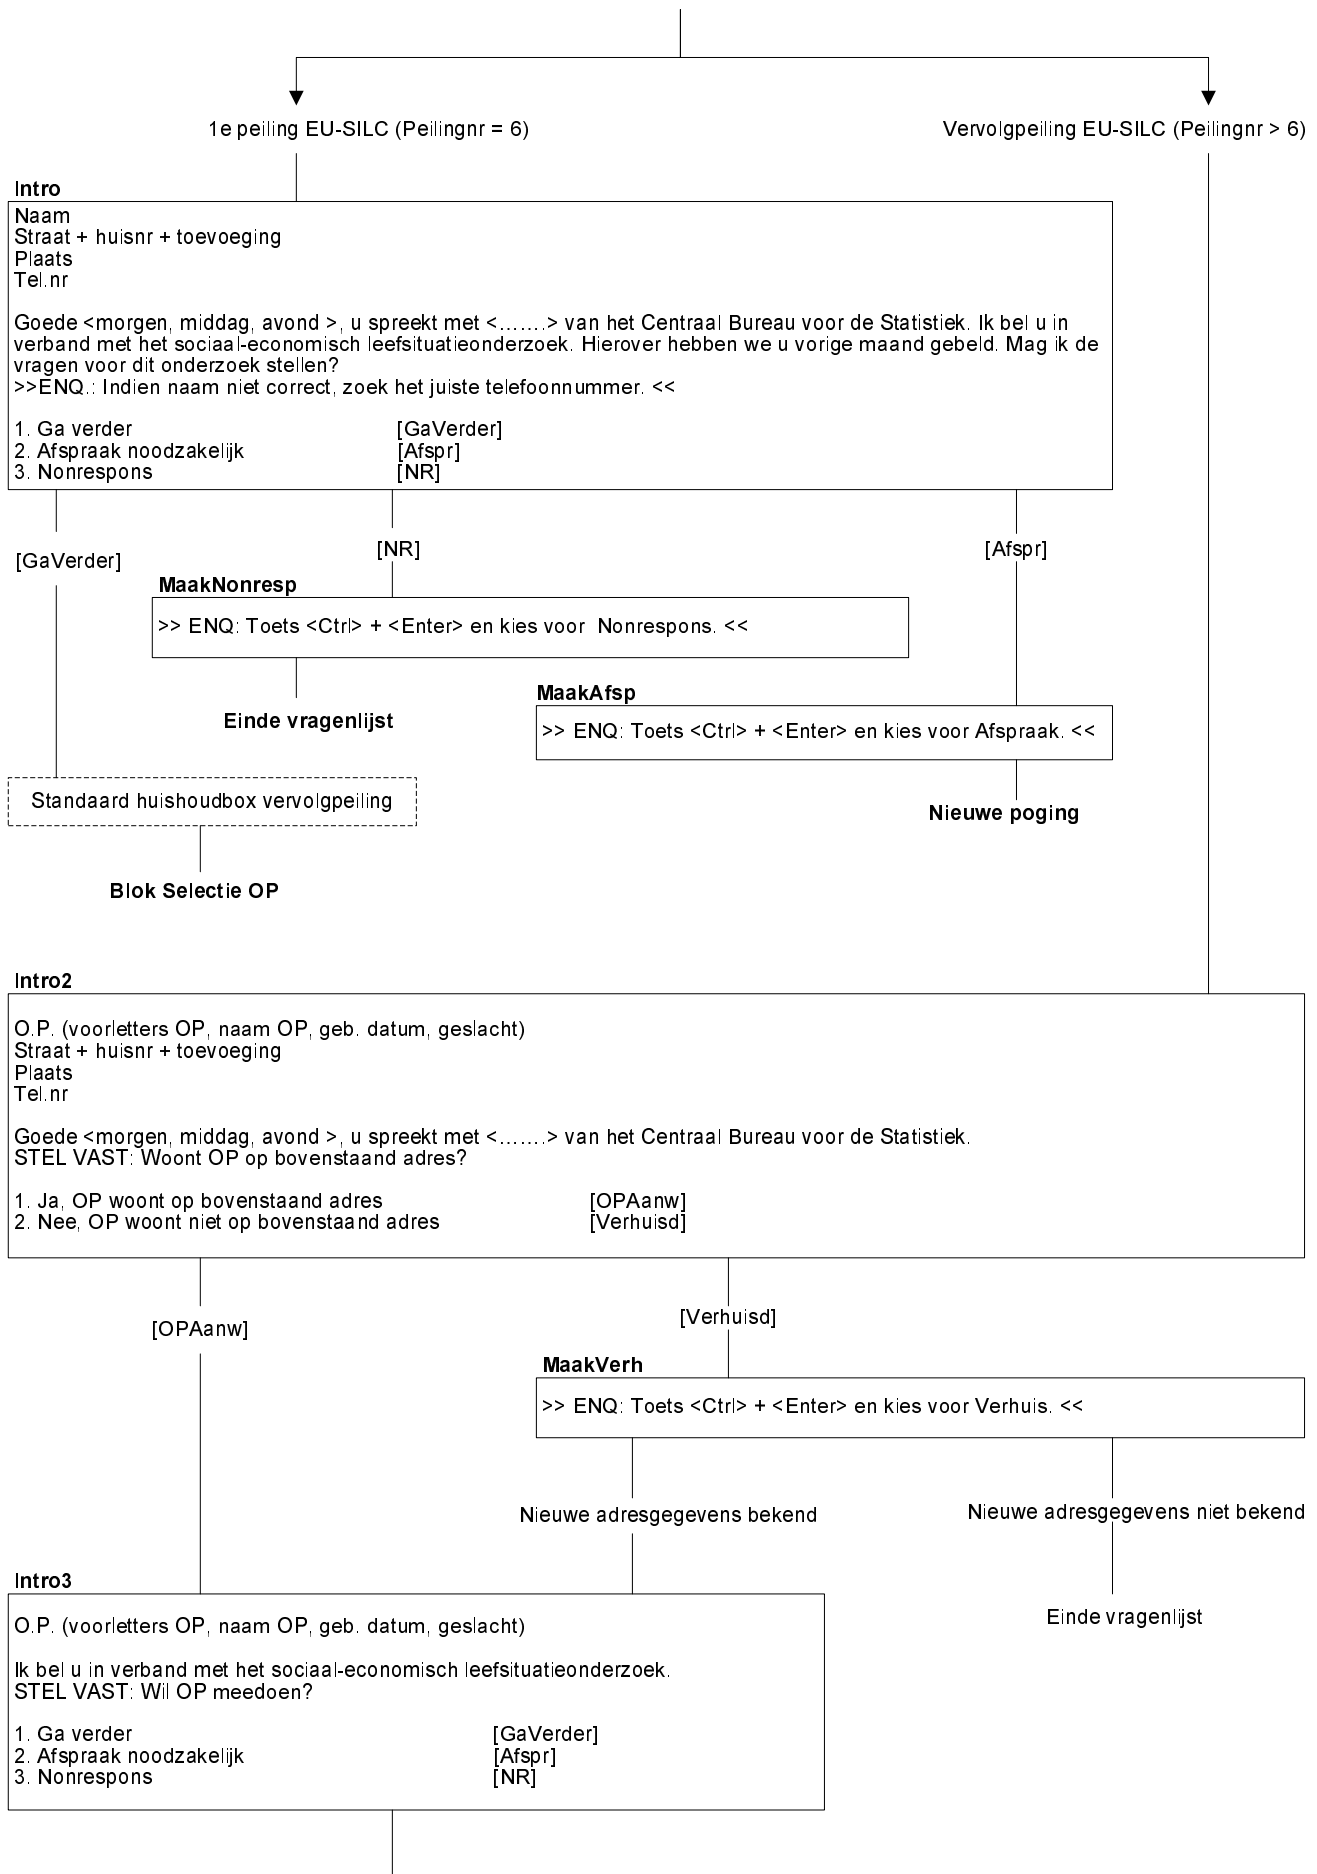 1e peiling EU-SILC (Peilingnr = 6)
Vervolgpeiling EU-SILC (Peilingnr > 6)
Intro
Naam
Straat + huisnr + toevoeging
Plaats
Tel.nr
Goede <morgen, middag, avond >, u spreekt met <…….> van het Centraal Bureau voor de Statistiek. Ik bel u in
verband met het sociaal-economisch leefsituatieonderzoek. Hierover hebben we u vorige maand gebeld. Mag ik de
vragen voor dit onderzoek stellen?
>>ENQ.: Indien naam niet correct, zoek het juiste telefoonnummer. <<
1. Ga verder [GaVerder]
2. Afspraak noodzakelijk [Afspr]
3. Nonrespons [NR]
[GaVerder]
[NR]
[Afspr]
MaakNonresp
>> ENQ: Toets <Ctrl> + <Enter> en kies voor  Nonrespons. <<
MaakAfsp
Einde vragenlijst
>> ENQ: Toets <Ctrl> + <Enter> en kies voor Afspraak. <<
Standaard huishoudbox vervolgpeiling
Nieuwe poging
Blok Selectie OP
Intro2
O.P. (voorletters OP, naam OP, geb. datum, geslacht)
Straat + huisnr + toevoeging
Plaats
Tel.nr
Goede <morgen, middag, avond >, u spreekt met <…….> van het Centraal Bureau voor de Statistiek.
STEL VAST: Woont OP op bovenstaand adres?
1. Ja, OP woont op bovenstaand adres [OPAanw]
2. Nee, OP woont niet op bovenstaand adres [Verhuisd]
[OPAanw]
[Verhuisd]
MaakVerh
>> ENQ: Toets <Ctrl> + <Enter> en kies voor Verhuis. <<
Nieuwe adresgegevens bekend
Nieuwe adresgegevens niet bekend
Intro3
Einde vragenlijst
O.P. (voorletters OP, naam OP, geb. datum, geslacht)
Ik bel u in verband met het sociaal-economisch leefsituatieonderzoek.
STEL VAST: Wil OP meedoen?
1. Ga verder [GaVerder]
2. Afspraak noodzakelijk [Afspr]
3. Nonrespons [NR]